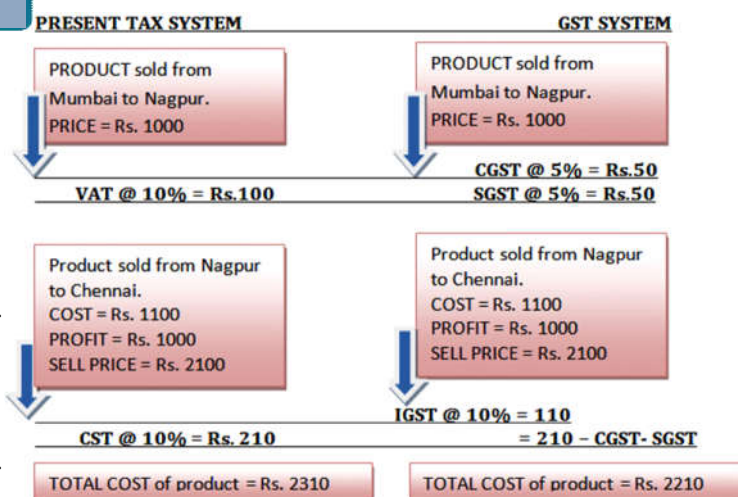 PRESENT TAX SYSTEM
GST SYSTEM
PRODUCT sold from
Mumbai to Nagpur.
PRICE = Rs. 1000
PRODUCT sold from
Mumbai to Nagpur.
PRICE = Rs. 1000
VAT @ 10% = Rs.100
CGST @ 5% = Rs.50
SGST @ 5% = Rs.50
Product sold from Nagpur
to Chennai.
COST = Rs. 1100
PROFIT = Rs. 1000
SELL PRICE = Rs. 2100
Product sold from Nagpur
to Chennai.
COST = Rs. 1100
PROFIT = Rs. 1000
SELL PRICE = Rs. 2100
CST @ 10% = Rs. 210
IGST @ 10% = 110
= 210 – CGST- SGST
TOTAL COST of product = Rs. 2310
TOTAL COST of product = Rs. 2210